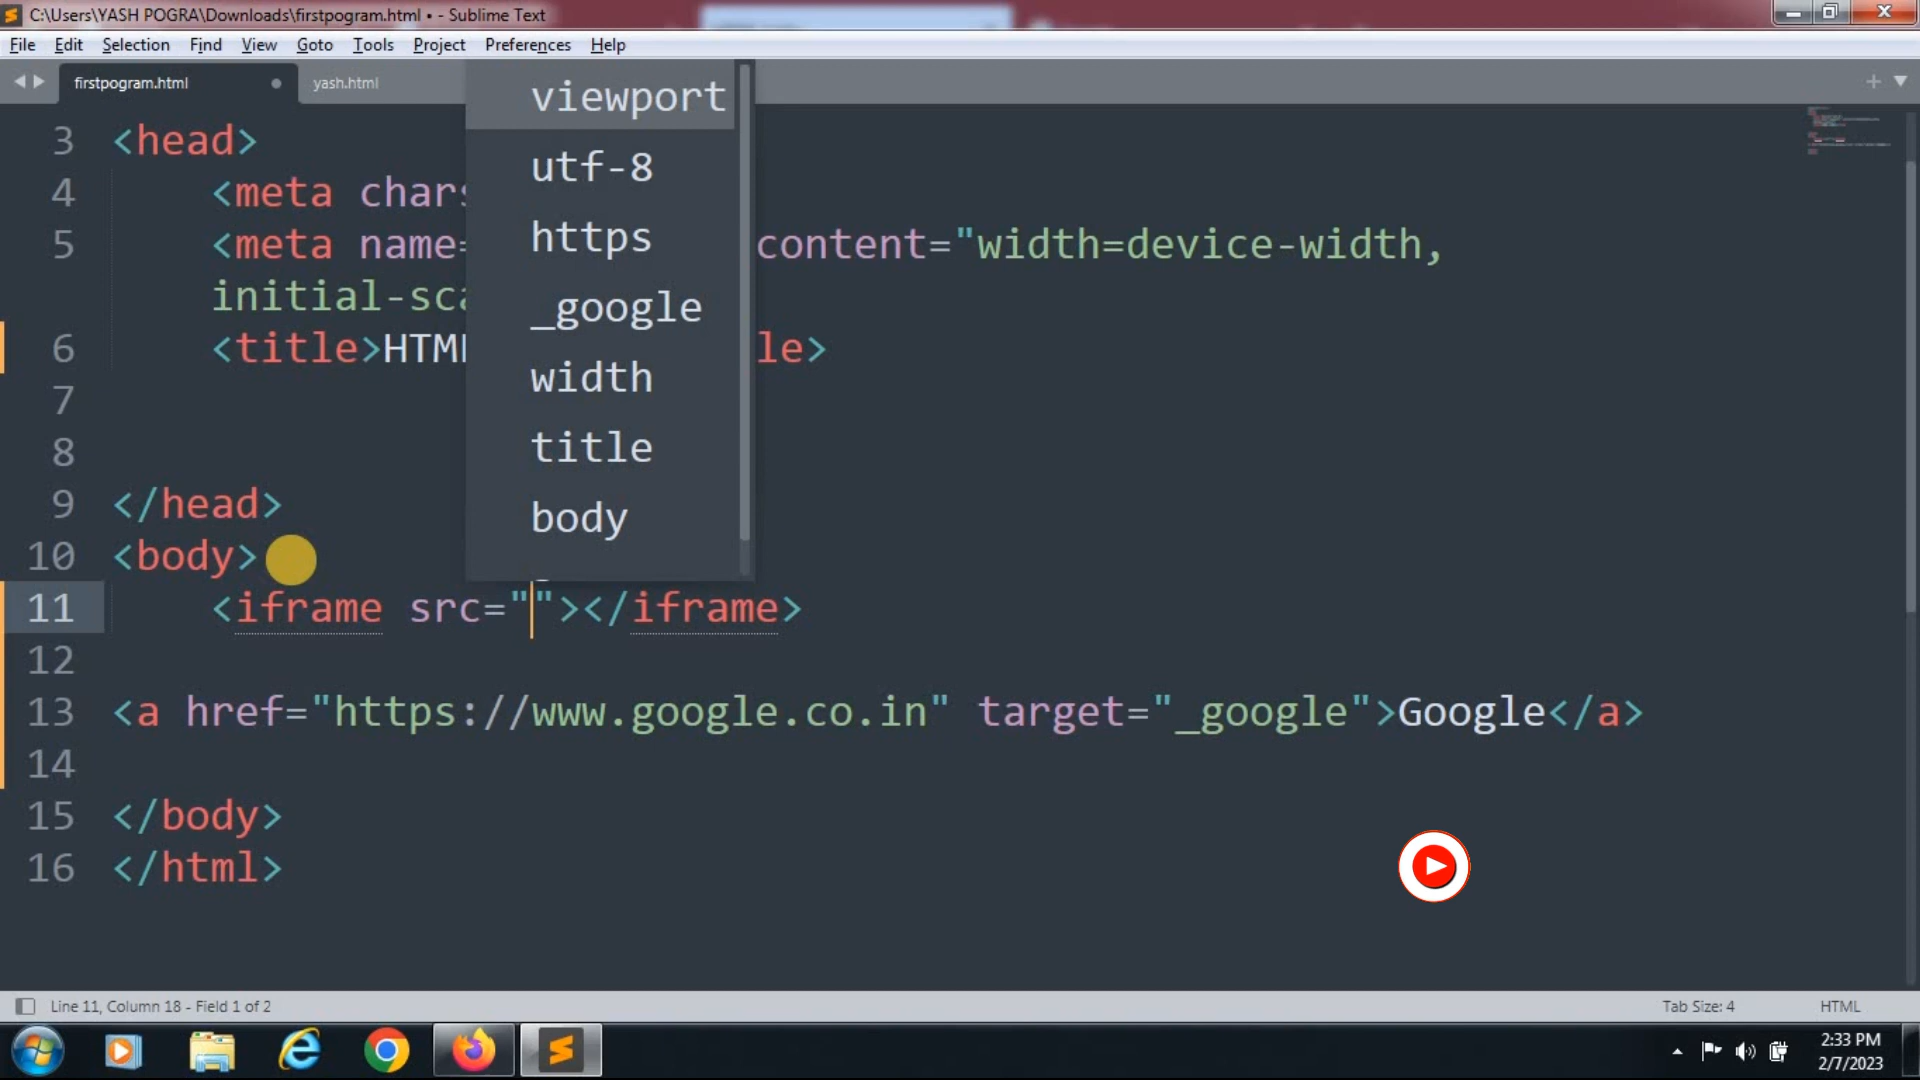 C:\Users\YASH POGRA\Downloads\firstpogram.html • - Sublime Text
File Edit Selection Find View Goto Tools Project Preferences Help
firstpogram.html yash.html
viewport
utf-8
https
_google
width
title
body
3 <head>
4 <meta chars
5 <meta name= content="width=device-width,
initial-sca
6 <title>HTML le>
7
8
9 </head>
10 <body>
11 <iframe src=""></iframe>
12
13 <a href="https://www.google.co.in" target="_google">Google</a>
14
15 </body>
16 </html>
Line 11, Column 18 - Field 1 of 2 Tab Size: 4 HTML
2:33 PM
2/7/2023